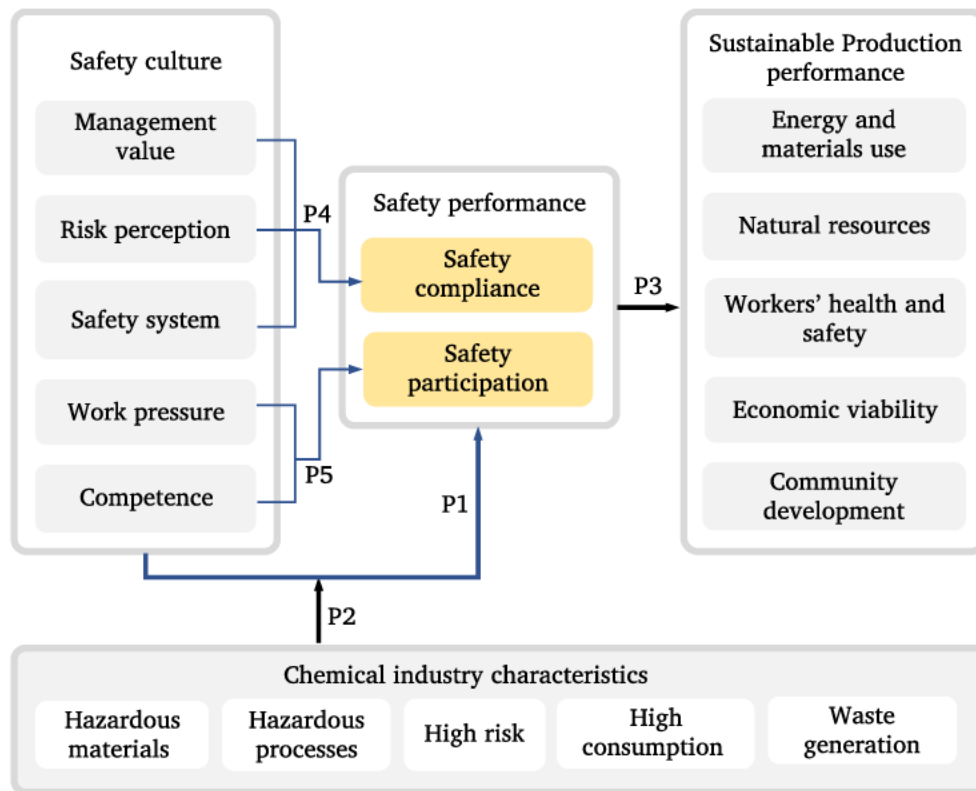 Safety culture
Management
value
Risk perception
Safety system
Work pressure
Competence
P4
P5
Safety performance
Safety
compliance
Safety
participation
P1
P3
P2
Sustainable Production
performance
Energy and
materials use
Natural resources
Workers’ health and
safety
Economic viability
Community
development
Chemical industry characteristics
Hazardous
materials
Hazardous
processes
High risk
High
consumption
Waste
generation